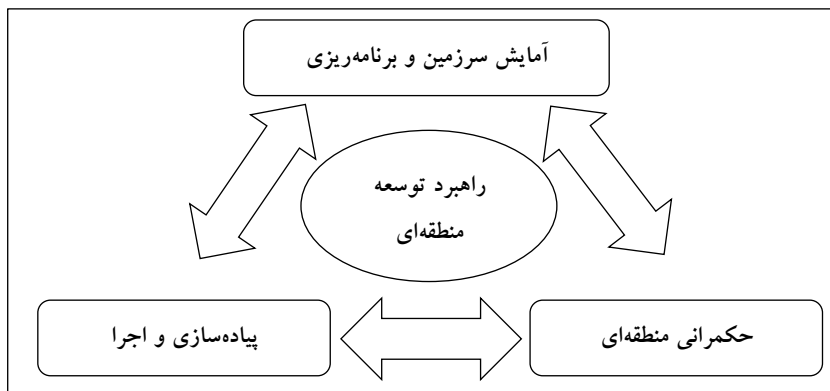 آمایش سرزمین و برنامه‌ریزی
راهبرد توسعه
منطقه‌ای
حکمرانی منطقه‌ای
پیاده‌سازی و اجرا